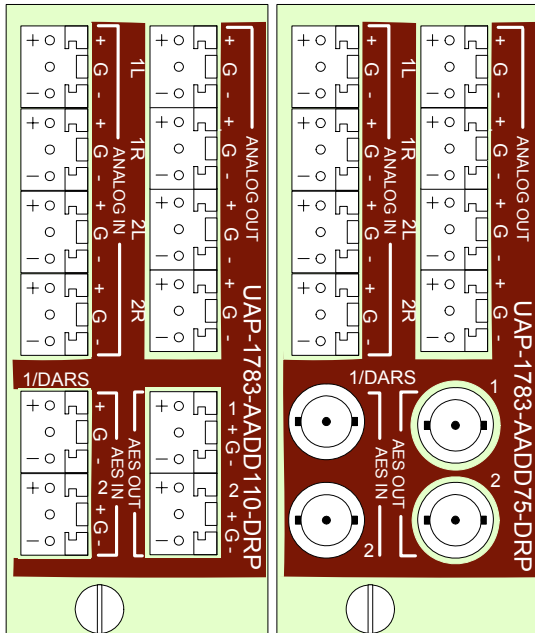 + + + +
G 1L G
- - - -
+ + + +
G 1R G
- - - -
ANALOG IN
ANALOG OUT
+ + + +
G 2L G
- - - -
+ + + +
G 2R G
- - - -
UAP-1783-AADD110-DRP
1/DARS
+ + + 1 +
G G
- - - -
AES IN
AES OUT
+ 2 + + 2 +
G G
- - - -
+ + + +
G 1L G
- - - -
+ + + +
G 1R G
- - - -
ANALOG IN
ANALOG OUT
+ + + +
G 2L G
- - - -
+ + + +
G 2R G
- - - -
UAP-1783-AADD75-DRP
1/DARS
1
AES IN
AES OUT
2
2